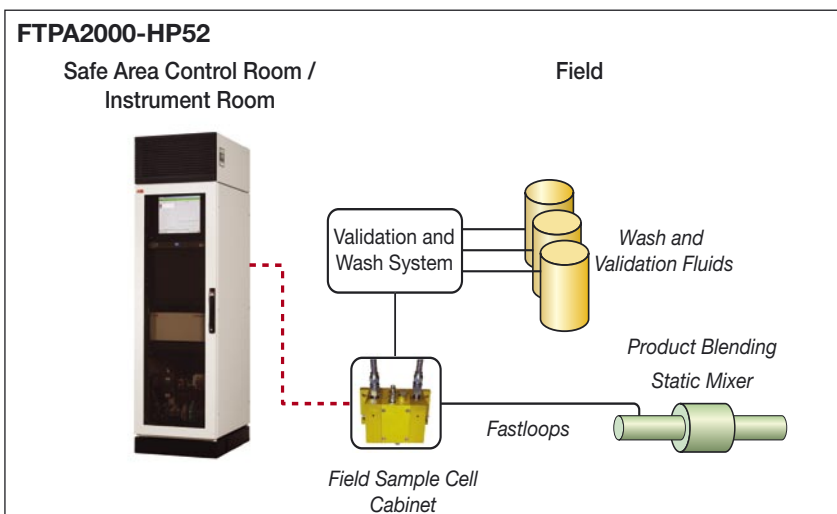 FTPA2000-HP52
Safe Area Control Room /
Instrument Room
Field
Validation and
Wash System
Wash and
Validation Fluids
Product Blending
Static Mixer
Fastloops
Field Sample Cell
Cabinet